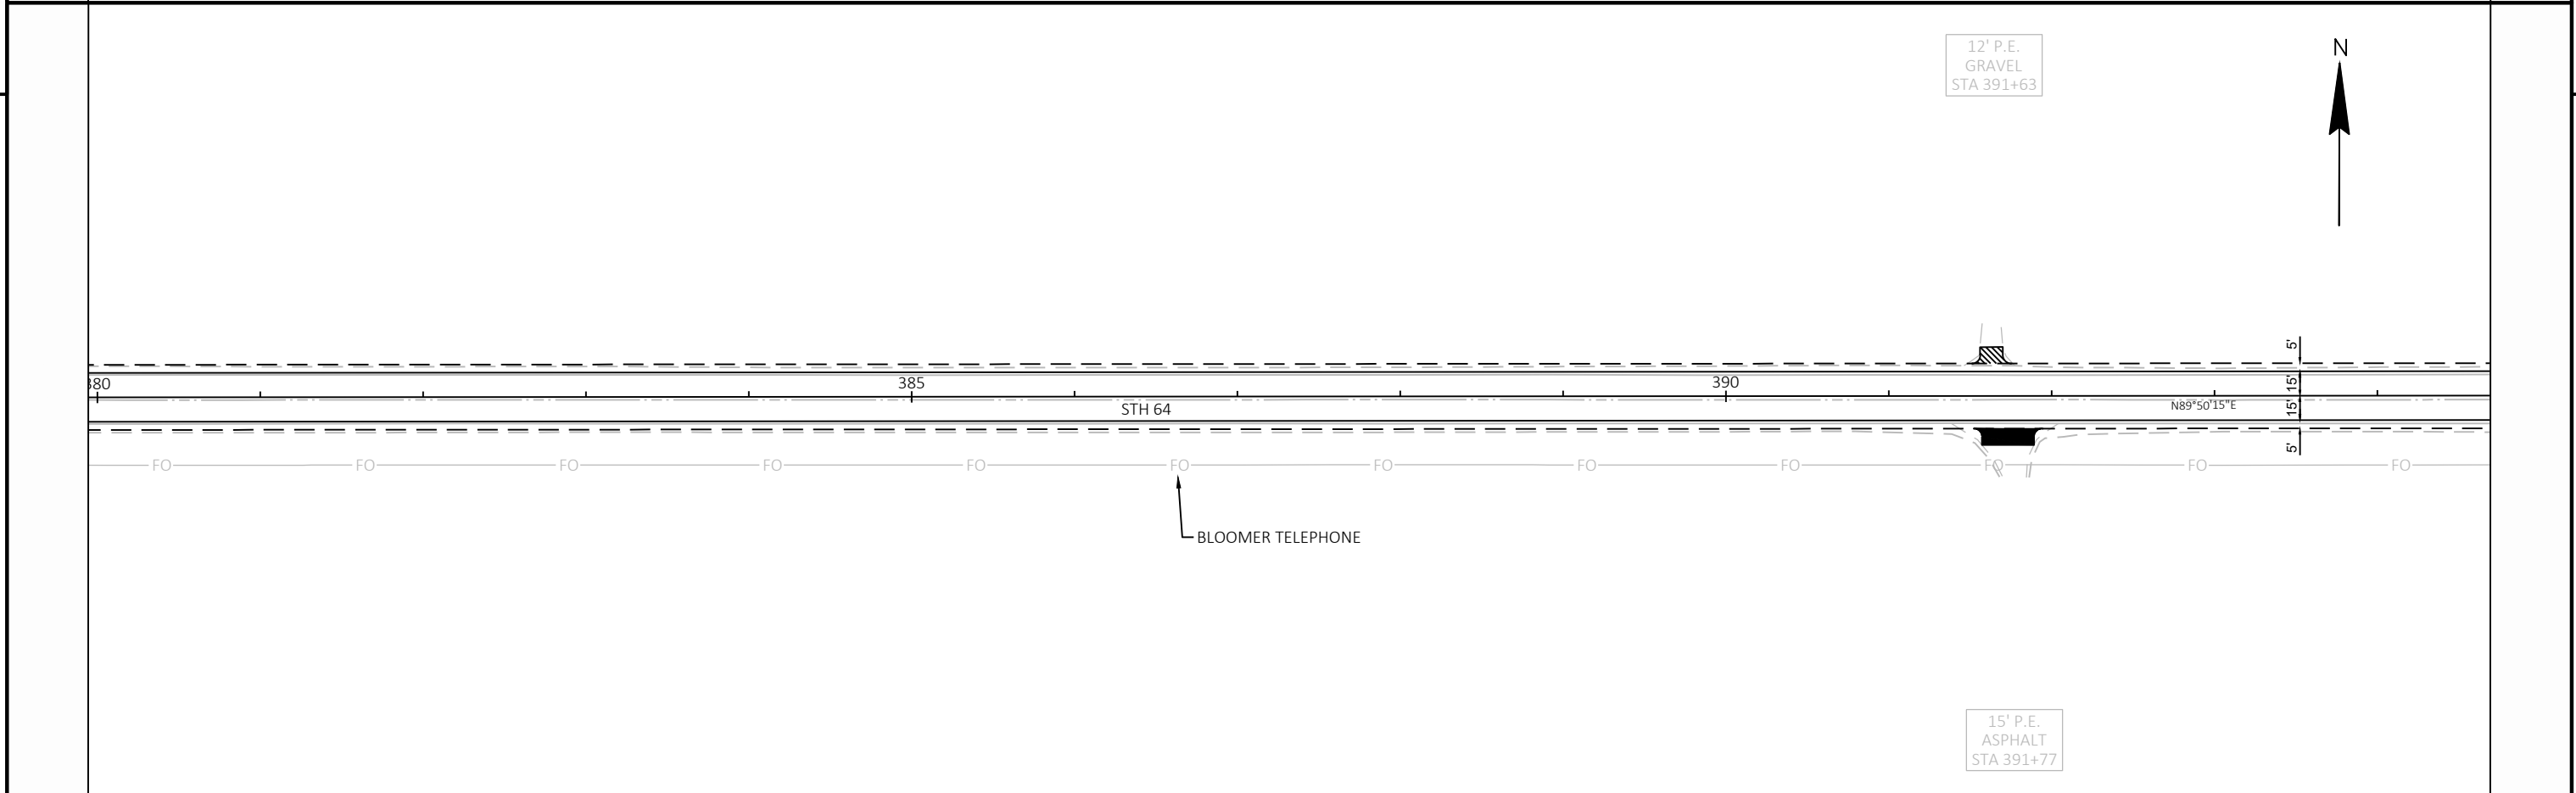 12' P.E.
GRAVEL
STA 391+63
N
5'
380
385
390
15'
STH 64
N89°50'15"E
15'
5'
FO FO FO FO FO FO FO FO FO FO FO FO
BLOOMER TELEPHONE
15' P.E.
ASPHALT
STA 391+77